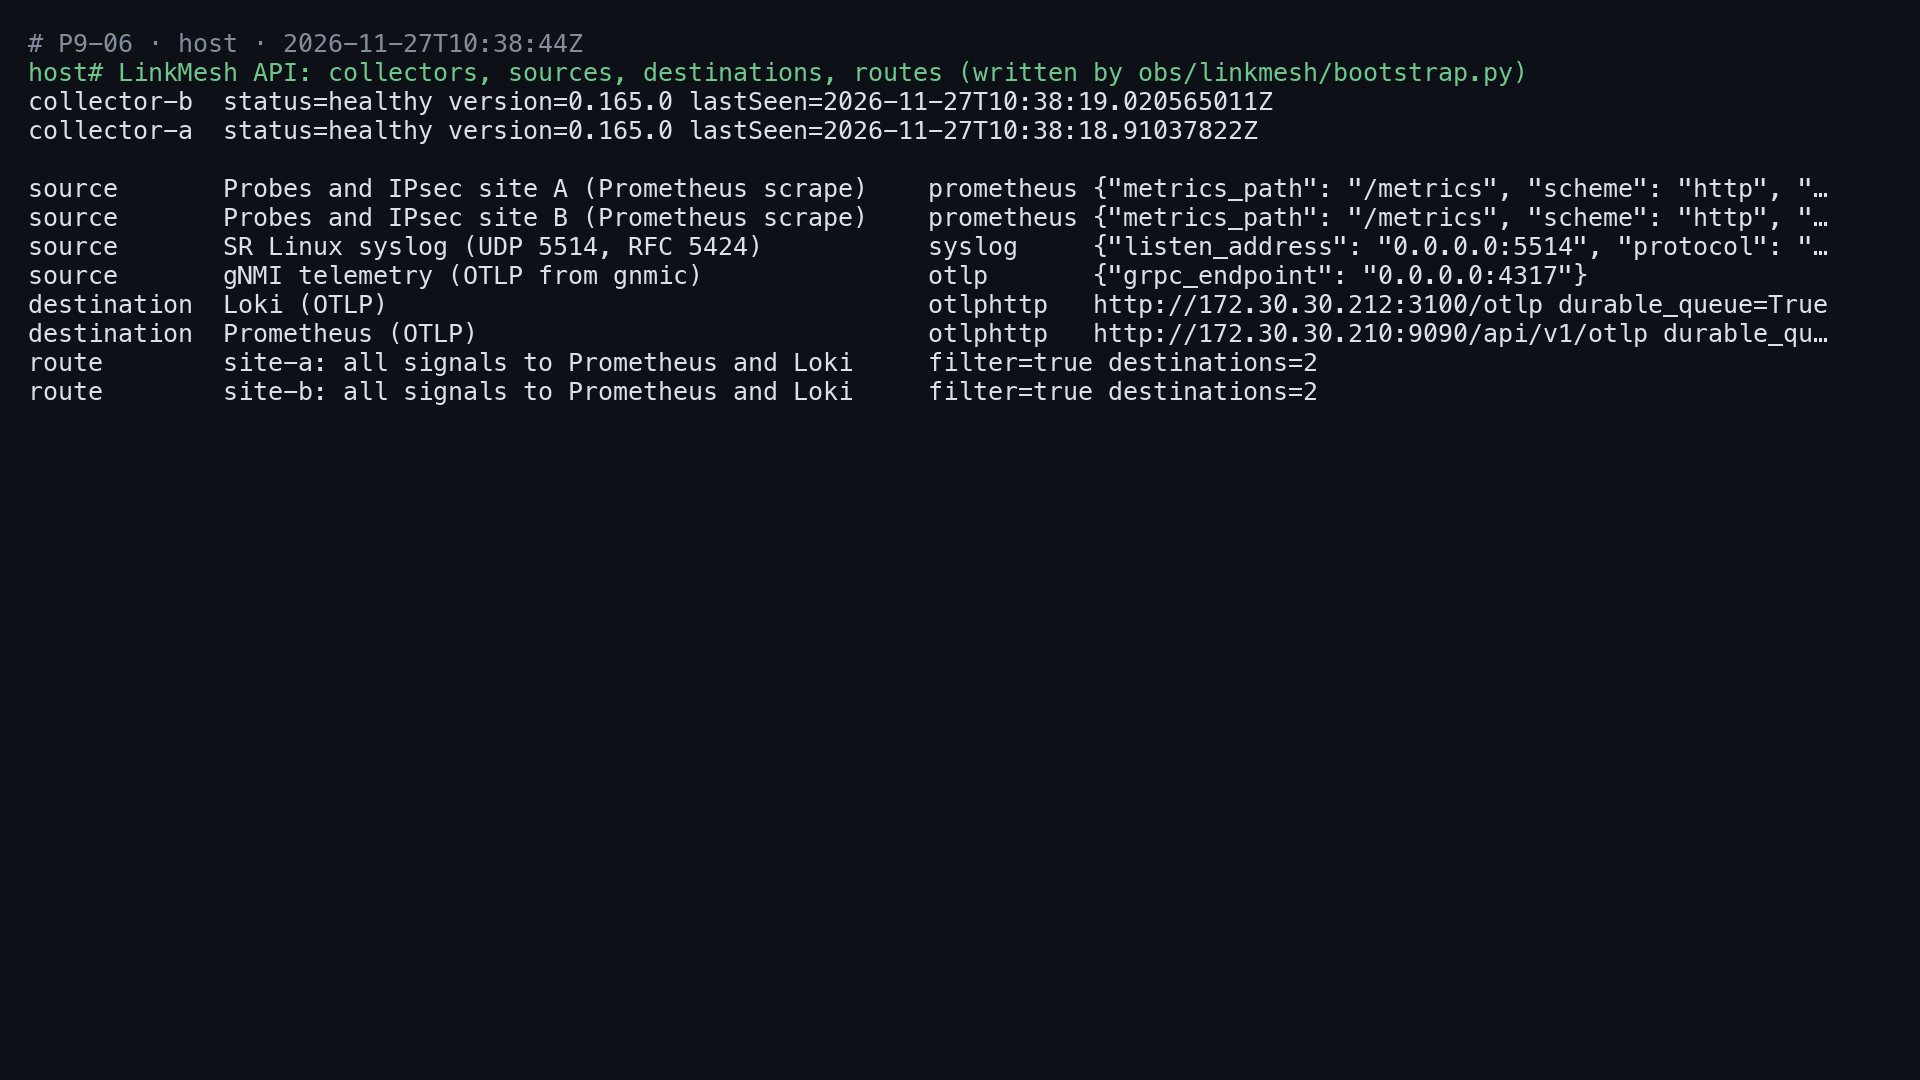 # P9-06 · host · 2026-11-27T10:38:44Z
host# LinkMesh API: collectors, sources, destinations, routes (written by obs/linkmesh/bootstrap.py)
collector-b  status=healthy version=0.165.0 lastSeen=2026-11-27T10:38:19.020565011Z
collector-a  status=healthy version=0.165.0 lastSeen=2026-11-27T10:38:18.91037822Z
source       Probes and IPsec site A (Prometheus scrape)    prometheus {"metrics_path": "/metrics", "scheme": "http", "…
source       Probes and IPsec site B (Prometheus scrape)    prometheus {"metrics_path": "/metrics", "scheme": "http", "…
source       SR Linux syslog (UDP 5514, RFC 5424)           syslog     {"listen_address": "0.0.0.0:5514", "protocol": "…
source       gNMI telemetry (OTLP from gnmic)               otlp       {"grpc_endpoint": "0.0.0.0:4317"}
destination  Loki (OTLP)                                    otlphttp   http://172.30.30.212:3100/otlp durable_queue=True
destination  Prometheus (OTLP)                              otlphttp   http://172.30.30.210:9090/api/v1/otlp durable_qu…
route        site-a: all signals to Prometheus and Loki     filter=true destinations=2
route        site-b: all signals to Prometheus and Loki     filter=true destinations=2